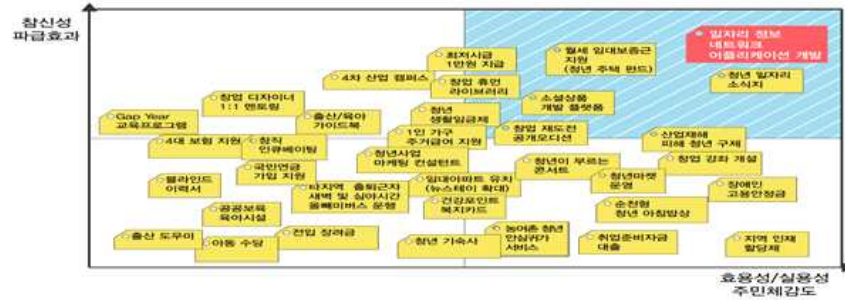 참신성
파급효과
일자리 정보
네트워크
어플리케이션 개발
최저시급
1만원 지급
월세 임대보증금
지원
(청년 주택 펀드)
4차 산업 캠퍼스
창업 휴먼
라이브러리
청년 일자리
소식지
창업 디자이너
1:1 멘토링
소셜상품
개발 플랫폼
Gap Year
교육프로그램
출산/육아
가이드북
청년
생활임금제
1인 가구
주거급여 지원
창업 재도전
공개오디션
산업재해
피해 청년 구제
4대 보험 지원
창직
인큐베이팅
청년사업
마케팅 컨설턴트
청년이 부르는
콘서트
창업 강좌 개설
국민연금
가입 지원
블라인드
이력서
타지역 출퇴근자
새벽 및 심야시간
올빼미버스 운행
임대아파트 유치
(뉴스테이 확대)
청년마켓
운영
장애인
고용안정금
건강포인트
복지카드
공공보육
육아시설
순천형
청년 아침밥상
출산 도우미
아동 수당
전입 장려금
청년 기숙사
농어촌 청년
안심귀가
서비스
취업준비자금
대출
지역 인재
할당제
효용성/실용성
주민체감도